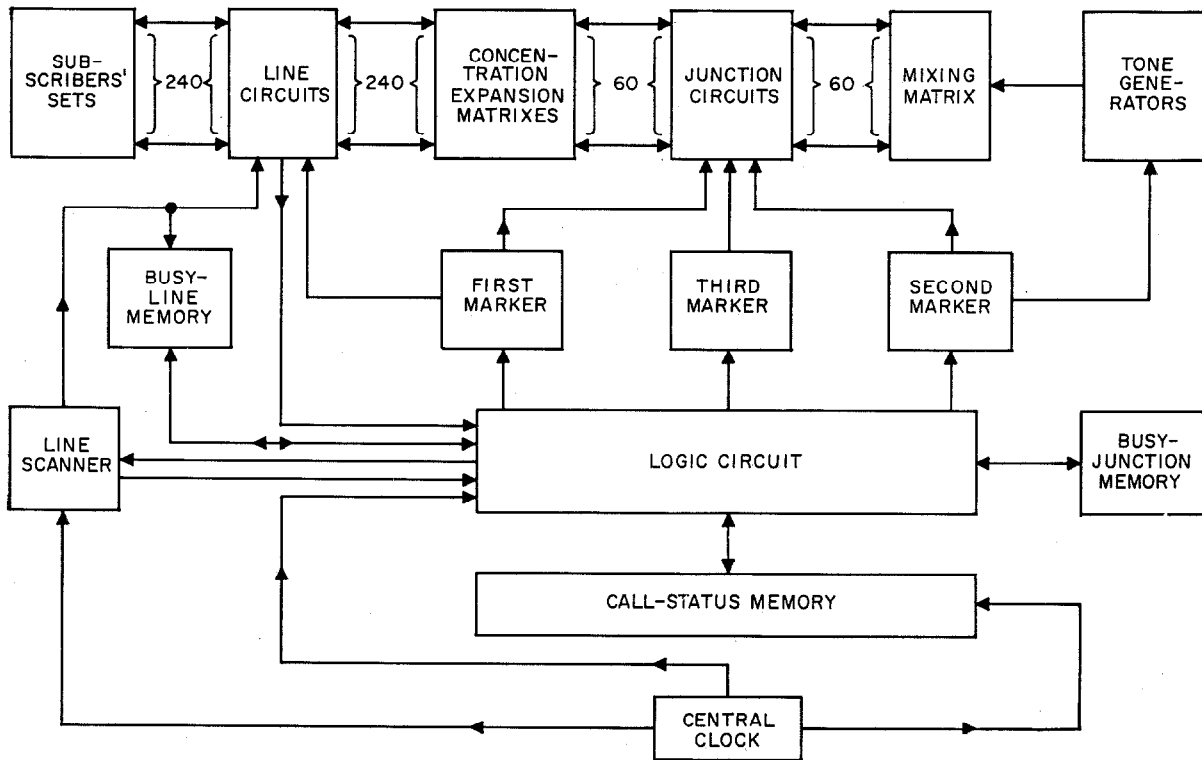 SUB-
SCRIBERS'
SETS
240
LINE
CIRCUITS
240
CONCEN-
TRATION
EXPANSION
MATRIXES
60
JUNCTION
CIRCUITS
60
MIXING
MATRIX
TONE
GENE-
RATORS
BUSY-
LINE
MEMORY
FIRST
MARKER
THIRD
MARKER
SECOND
MARKER
LINE
SCANNER
LOGIC CIRCUIT
BUSY-
JUNCTION
MEMORY
CALL-STATUS MEMORY
CENTRAL
CLOCK